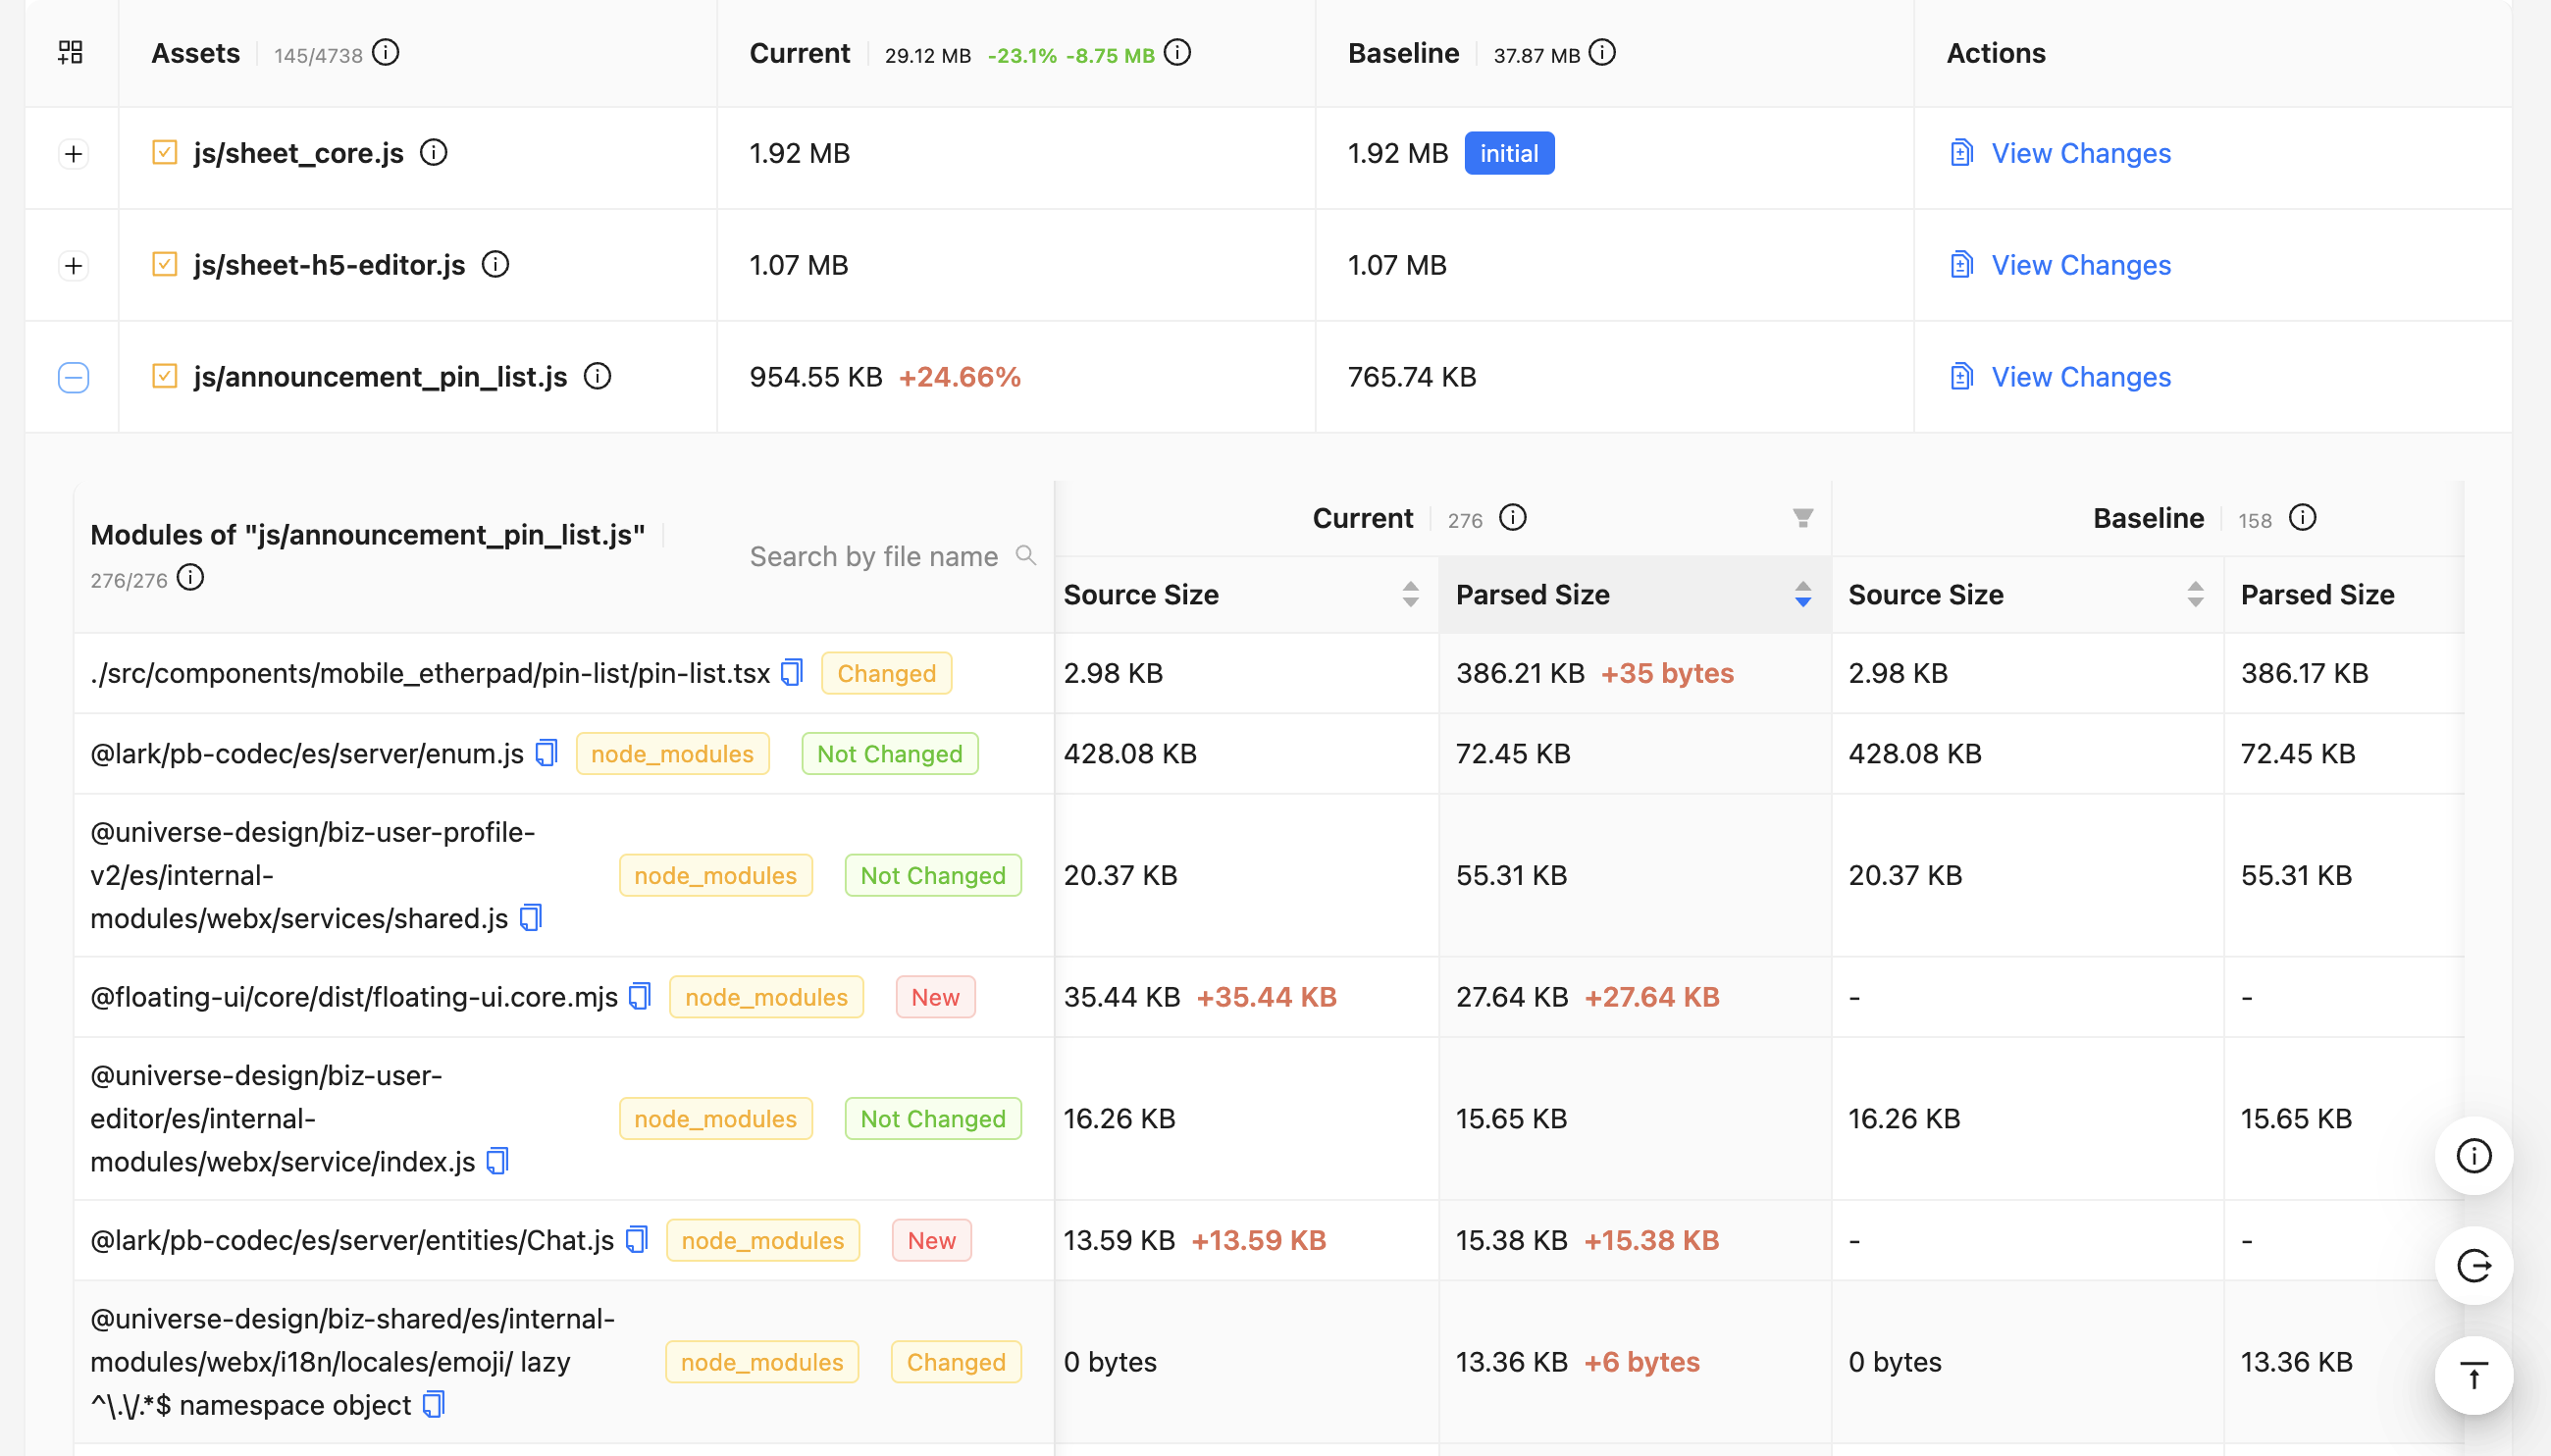 Assets 145/4738 Current 29.12 MB -23.1% -8.75 MB Baseline 37.87 MB Actions
js/sheet_core.js 1.92 MB 1.92 MB initial View Changes
js/sheet-h5-editor.js 1.07 MB 1.07 MB View Changes
js/announcement_pin_list.js 954.55 KB +24.66% 765.74 KB View Changes
Modules of "js/announcement_pin_list.js"
276/276
Search by file name
Current 276 Baseline 158
Source Size Parsed Size Source Size Parsed Size
./src/components/mobile_etherpad/pin-list/pin-list.tsx Changed 2.98 KB 386.21 KB +35 bytes 2.98 KB 386.17 KB
@lark/pb-codec/es/server/enum.js node_modules Not Changed 428.08 KB 72.45 KB 428.08 KB 72.45 KB
@universe-design/biz-user-profile-
v2/es/internal-
modules/webx/services/shared.js
node_modules Not Changed 20.37 KB 55.31 KB 20.37 KB 55.31 KB
@floating-ui/core/dist/floating-ui.core.mjs node_modules New 35.44 KB +35.44 KB 27.64 KB +27.64 KB - -
@universe-design/biz-user-
editor/es/internal-
modules/webx/service/index.js
node_modules Not Changed 16.26 KB 15.65 KB 16.26 KB 15.65 KB
@lark/pb-codec/es/server/entities/Chat.js node_modules New 13.59 KB +13.59 KB 15.38 KB +15.38 KB - -
@universe-design/biz-shared/es/internal-
modules/webx/i18n/locales/emoji/ lazy
^\.\/.*$ namespace object
node_modules Changed 0 bytes 13.36 KB +6 bytes 0 bytes 13.36 KB